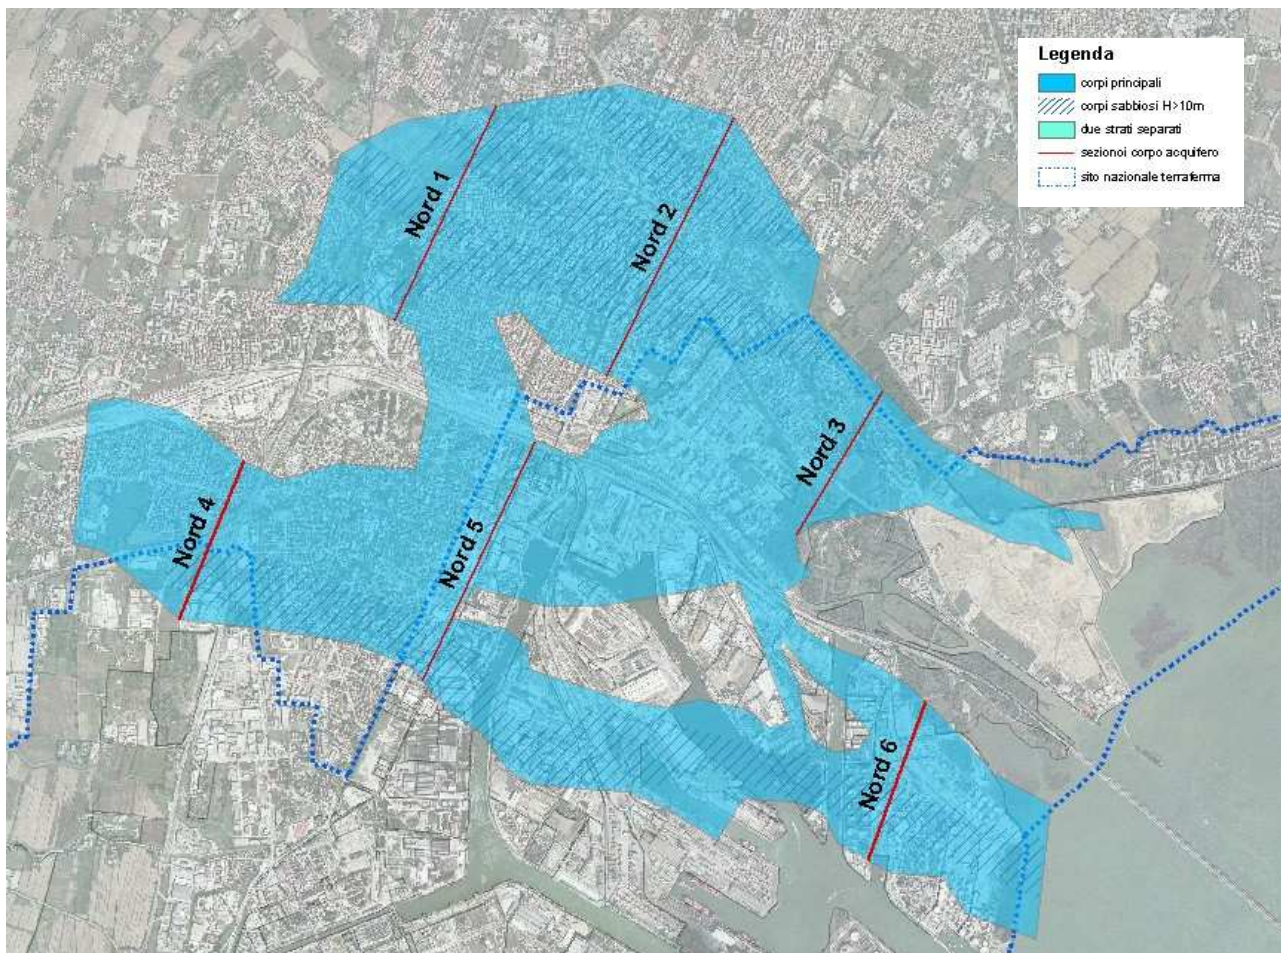 Legenda
corpi principali
corpi sabbiosi H>10m
due strati separati
sezionoi corpo acquifero
sito nazionale terraferma
Nord 1
Nord 2
Nord 3
Nord 4
Nord 5
Nord 6